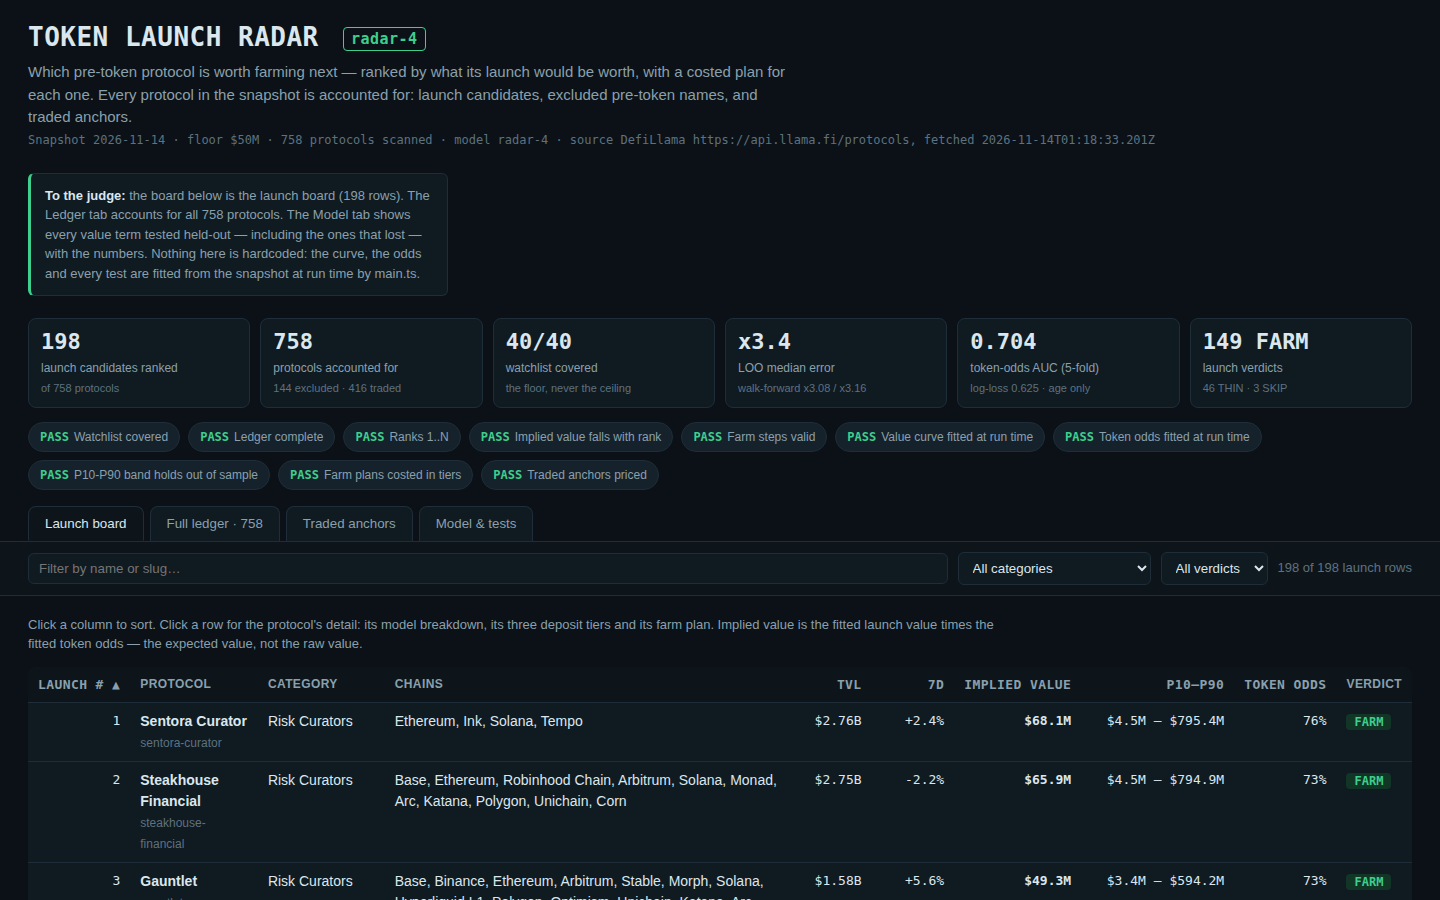 TOKEN LAUNCH RADAR radar-4
Which pre-token protocol is worth farming next — ranked by what its launch would be worth, with a costed plan for
each one. Every protocol in the snapshot is accounted for: launch candidates, excluded pre-token names, and
traded anchors.
Snapshot 2026-11-14 · floor $50M · 758 protocols scanned · model radar-4 · source DefiLlama https://api.llama.fi/protocols, fetched 2026-11-14T01:18:33.201Z
To the judge: the board below is the launch board (198 rows). The
Ledger tab accounts for all 758 protocols. The Model tab shows
every value term tested held-out — including the ones that lost —
with the numbers. Nothing here is hardcoded: the curve, the odds
and every test are fitted from the snapshot at run time by main.ts.
198 758 40/40 x3.4 0.704 149 FARM
launch candidates ranked protocols accounted for watchlist covered LOO median error token-odds AUC (5-fold) launch verdicts
of 758 protocols 144 excluded · 416 traded the floor, never the ceiling walk-forward x3.08 / x3.16 log-loss 0.625 · age only 46 THIN · 3 SKIP
PASS Watchlist covered PASS Ledger complete PASS Ranks 1..N PASS Implied value falls with rank PASS Farm steps valid PASS Value curve fitted at run time PASS Token odds fitted at run time
PASS P10-P90 band holds out of sample PASS Farm plans costed in tiers PASS Traded anchors priced
Launch board Full ledger · 758 Traded anchors Model & tests
Filter by name or slug… All categories All verdicts 198 of 198 launch rows
Click a column to sort. Click a row for the protocol's detail: its model breakdown, its three deposit tiers and its farm plan. Implied value is the fitted launch value times the
fitted token odds — the expected value, not the raw value.
LAUNCH # ▲ PROTOCOL CATEGORY CHAINS TVL 7D IMPLIED VALUE P10–P90 TOKEN ODDS VERDICT
1 Sentora Curator Risk Curators Ethereum, Ink, Solana, Tempo $2.76B +2.4% $68.1M $4.5M – $795.4M 76% FARM
sentora-curator
2 Steakhouse Risk Curators Base, Ethereum, Robinhood Chain, Arbitrum, Solana, Monad, $2.75B -2.2% $65.9M $4.5M – $794.9M 73% FARM
Financial Arc, Katana, Polygon, Unichain, Corn
steakhouse-
financial
3 Gauntlet Risk Curators Base, Binance, Ethereum, Arbitrum, Stable, Morph, Solana, $1.58B +5.6% $49.3M $3.4M – $594.2M 73% FARM